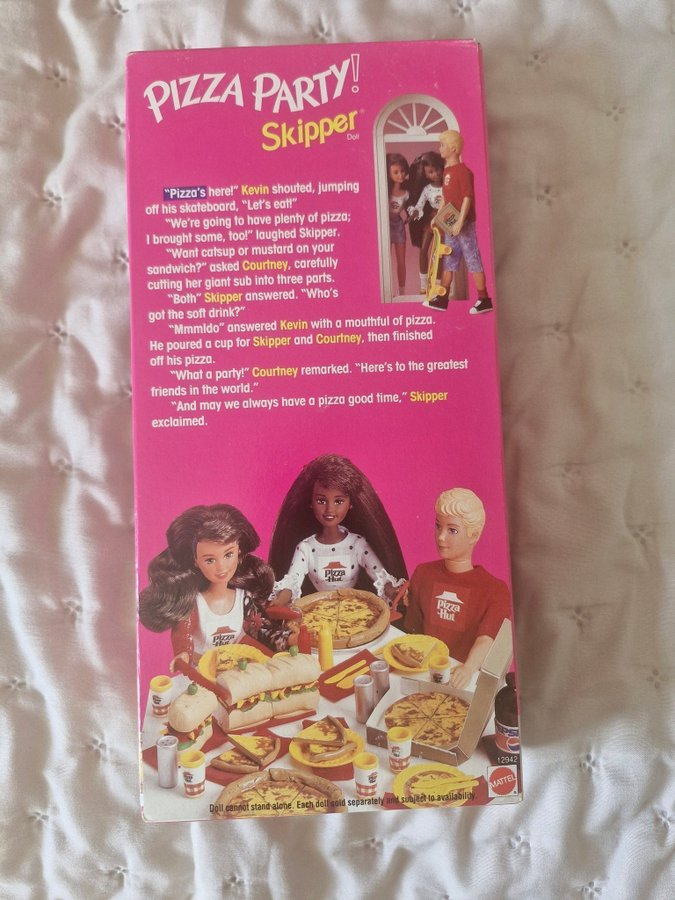 PIZZA PARTY!
Skipper®
Doll
"Pizza's here!" Kevin shouted, jumping
off his skateboard, "Let's eat!"
"We're going to have plenty of pizza;
I brought some, too!" laughed Skipper.
"Want catsup or mustard on your
sandwich?" asked Courtney, carefully
cutting her giant sub into three parts.
"Both" Skipper answered. "Who's
got the soft drink?"
"Mmmldo" answered Kevin with a mouthful of pizza.
He poured a cup for Skipper and Courtney, then finished
off his pizza.
"What a party!" Courtney remarked. "Here's to the greatest
friends in the world."
"And may we always have a pizza good time," Skipper
exclaimed.
Pizza
Hut
Pizza
Hut
Pizza
Hut
12942
MATTEL
Doll cannot stand alone. Each doll sold separately and subject to availability.